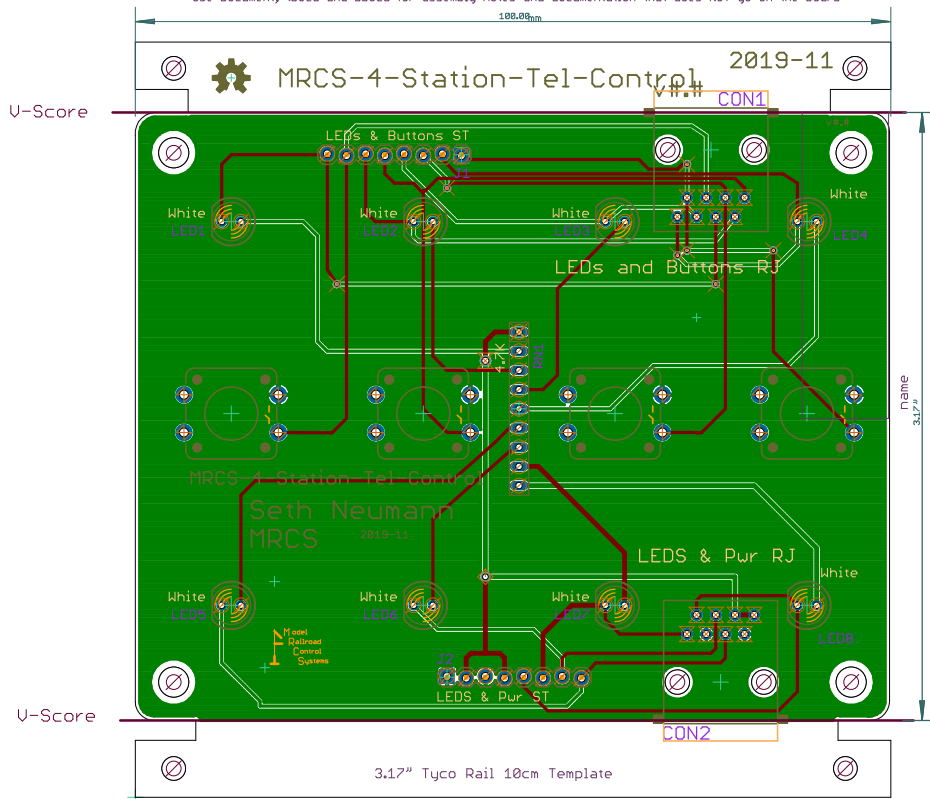 100.00mm
2019-11
MRCS-4-Station-Tel-Control
v#.#
CON1
V-Score
v#.#
LEDs & Buttons ST
J1
White
White
White
White
LED1
LED2
LED3
LED4
LEDs and Buttons RJ
4.7K
RN1
name
3.17"
MRCS-4-Station Tel Control
Seth Neumann
MRCS
2019-11
LEDS & Pwr RJ
White
White
White
White
LED5
LED6
LED7
LED8
Model
Railroad
Control
Systems
J2
LEDS & Pwr ST
V-Score
CON2
3.17" Tyco Rail 10cm Template